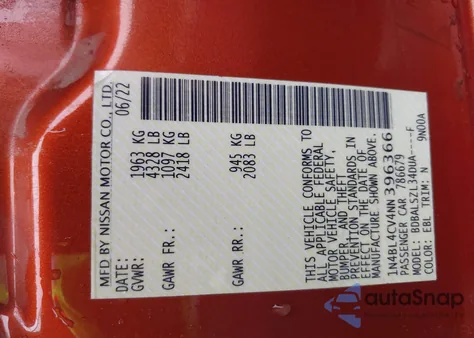 MFD BY NISSAN MOTOR CO., LTD.
DATE: 06/22
GVWR: 1963 KG
4328 LB
GAWR FR.: 1097 KG
2418 LB
GAWR RR: 945 KG
2083 LB
THIS VEHICLE CONFORMS TO
ALL APPLICABLE FEDERAL
MOTOR VEHICLE SAFETY,
BUMPER, AND THEFT
PREVENTION STANDARDS IN
EFFECT ON THE DATE OF
MANUFACTURE SHOWN ABOVE.
1N4BL4CV4NN396366
PASSENGER CAR 786679
MODEL: BDBALSZL34DUA-----F
COLOR: EBL TRIM: N 9N00A
autaSnap